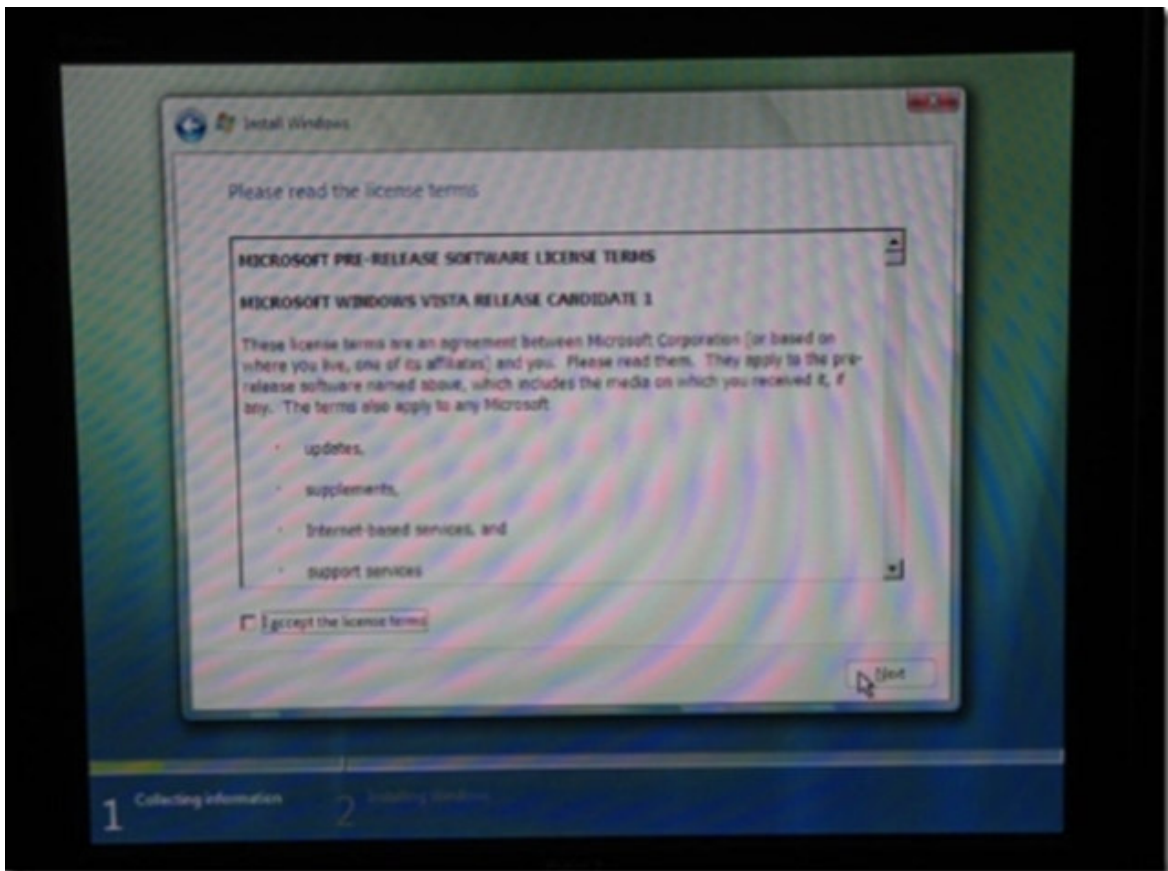 Install Windows
Please read the license terms
MICROSOFT PRE-RELEASE SOFTWARE LICENSE TERMS
MICROSOFT WINDOWS VISTA RELEASE CANDIDATE 1
These license terms are an agreement between Microsoft Corporation (or based on
where you live, one of its affiliates) and you. Please read them. They apply to the pre-
release software named above, which includes the media on which you received it, if
any. The terms also apply to any Microsoft
· updates,
· supplements,
· Internet-based services, and
· support services
I accept the license terms
Next
1 Collecting information
2 Installing Windows